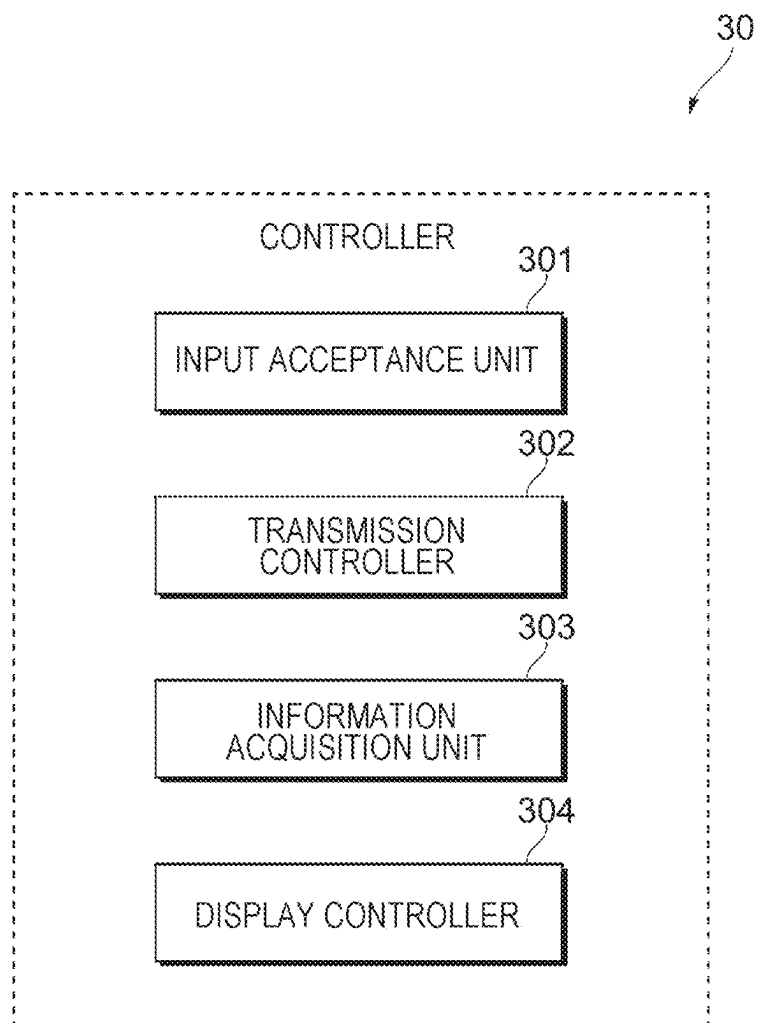 30
CONTROLLER
301
INPUT ACCEPTANCE UNIT
302
TRANSMISSION
CONTROLLER
303
INFORMATION
ACQUISITION UNIT
304
DISPLAY CONTROLLER